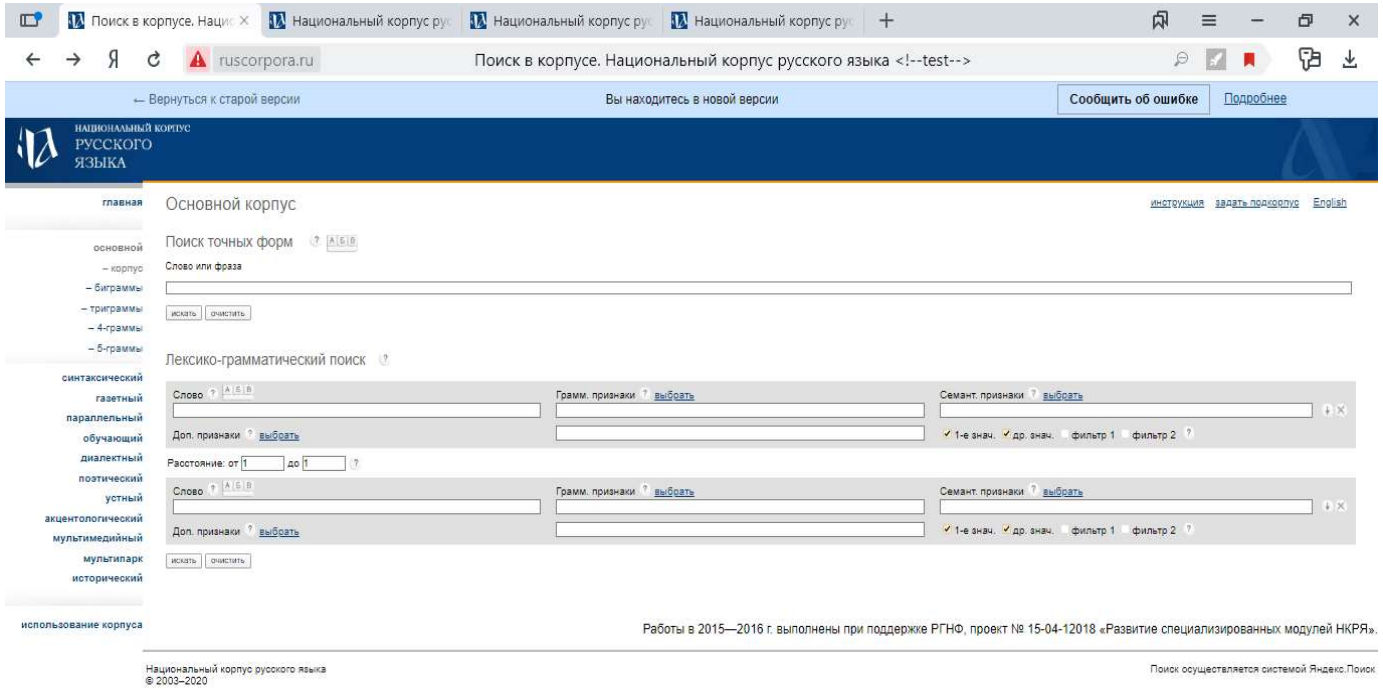 Поиск в корпусе. Наци
Национальный корпус рус
Национальный корпус рус
Национальный корпус рус
ruscorpora.ru
Поиск в корпусе. Национальный корпус русского языка <!--test-->
← Вернуться к старой версии
Вы находитесь в новой версии
Сообщить об ошибке
Подробнее
НАЦИОНАЛЬНЫЙ КОРПУС
РУССКОГО
ЯЗЫКА
главная
основной
– корпус
– биграммы
– триграммы
– 4-граммы
– 5-граммы
синтаксический
газетный
параллельный
обучающий
диалектный
поэтический
устный
акцентологический
мультимедийный
мультипарк
исторический
использование корпуса
Основной корпус
инструкция задать подкорпус English
Поиск точных форм ? А Б В
Слово или фраза
искать очистить
Лексико-грамматический поиск ?
Слово ? А Б В
Грамм. признаки ? выбрать
Семант. признаки ? выбрать
Доп. признаки ? выбрать
1-е знач. др. знач. фильтр 1 фильтр 2 ?
Расстояние: от 1 до 1 ?
Слово ? А Б В
Грамм. признаки ? выбрать
Семант. признаки ? выбрать
Доп. признаки ? выбрать
1-е знач. др. знач. фильтр 1 фильтр 2 ?
искать очистить
Работы в 2015—2016 г. выполнены при поддержке РГНФ, проект № 15-04-12018 «Развитие специализированных модулей НКРЯ».
Национальный корпус русского языка
© 2003–2020
Поиск осуществляется системой Яндекс.Поиск